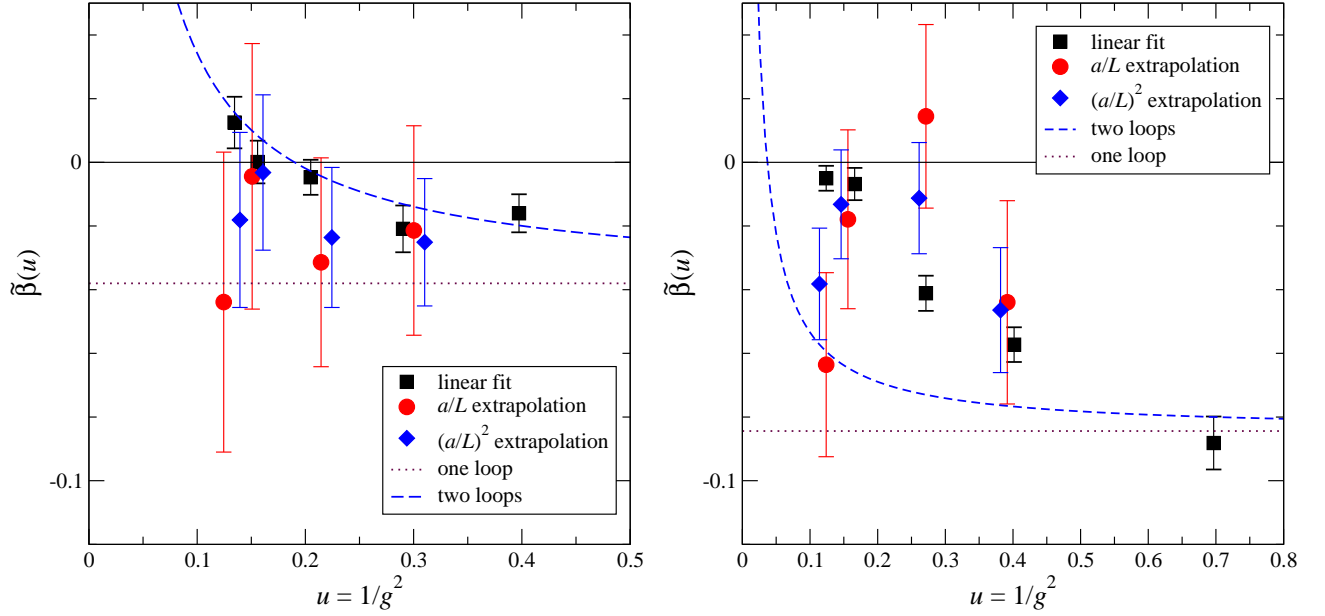 β̃(u)
0
-0.1
0
0.1
0.2
0.3
0.4
0.5
u = 1/g²
linear fit
a/L extrapolation
(a/L)² extrapolation
one loop
two loops
β̃(u)
0
-0.1
0
0.1
0.2
0.3
0.4
0.5
0.6
0.7
0.8
u = 1/g²
linear fit
a/L extrapolation
(a/L)² extrapolation
two loops
one loop